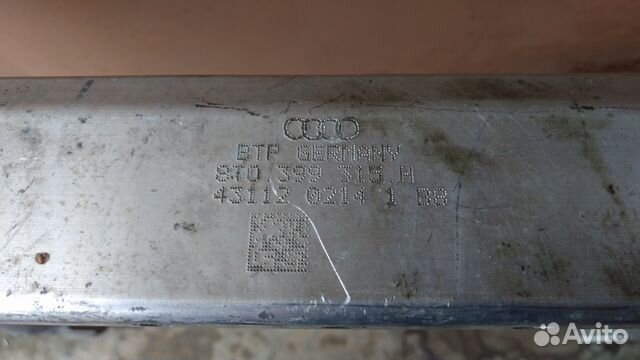 BTP GERMANY
8T0 399 315 M
43112 0214 1 B8
Avito